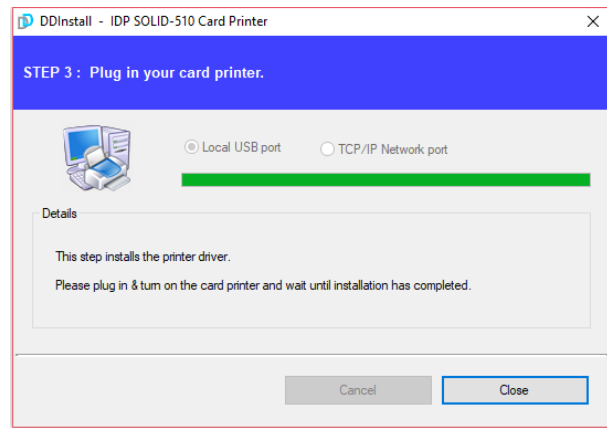 DDInstall - IDP SOLID-510 Card Printer
STEP 3 : Plug in your card printer.
Local USB port
TCP/IP Network port
Details
This step installs the printer driver.
Please plug in & turn on the card printer and wait until installation has completed.
Cancel
Close